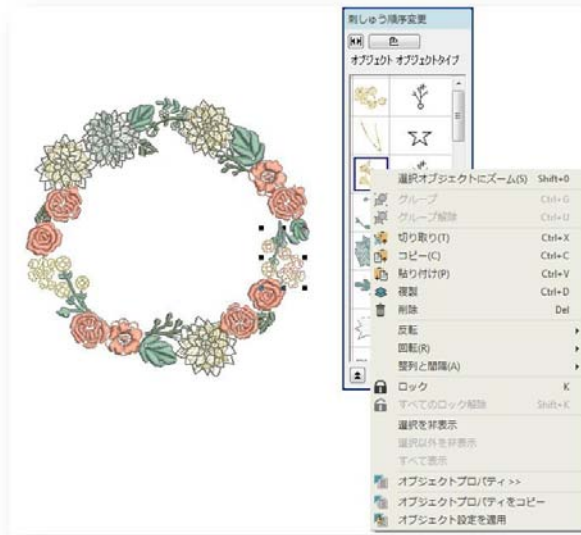 刺しゅう順序変更
色
オブジェクト オブジェクトタイプ
選択オブジェクトにズーム(S) Shift+0
グループ Ctrl+G
グループ解除 Ctrl+U
切り取り(T) Ctrl+X
コピー(C) Ctrl+C
貼り付け(P) Ctrl+V
複製 Ctrl+D
削除 Del
反転
回転(R)
整列と間隔(A)
ロック K
すべてのロック解除 Shift+K
選択を非表示
選択以外を非表示
すべて表示
オブジェクトプロパティ >>
オブジェクトプロパティをコピー
オブジェクト設定を適用